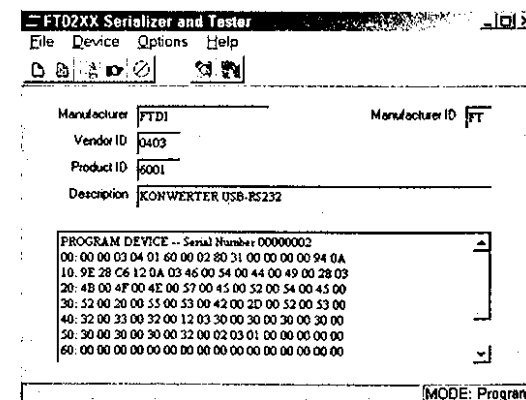 FTD2XX Serializer and Tester
File Device Options Help
Manufacturer FTDI Manufacturer ID FT
Vendor ID 0403
Product ID 6001
Description KONWERTER USB-RS232
PROGRAM DEVICE -- Serial Number 00000002
00: 00 00 03 04 01 60 00 02 80 31 00 00 00 00 94 0A
10: 9E 28 C6 12 0A 03 46 00 54 00 44 00 49 00 28 03
20: 4B 00 4F 00 4E 00 57 00 45 00 52 00 54 00 45 00
30: 52 00 20 00 55 00 53 00 42 00 2D 00 52 00 53 00
40: 32 00 33 00 32 00 12 03 30 00 30 00 30 00 30 00
50: 30 00 30 00 30 00 32 00 02 03 01 00 00 00 00 00
60: 00 00 00 00 00 00 00 00 00 00 00 00 00 00 00 00
MODE: Program